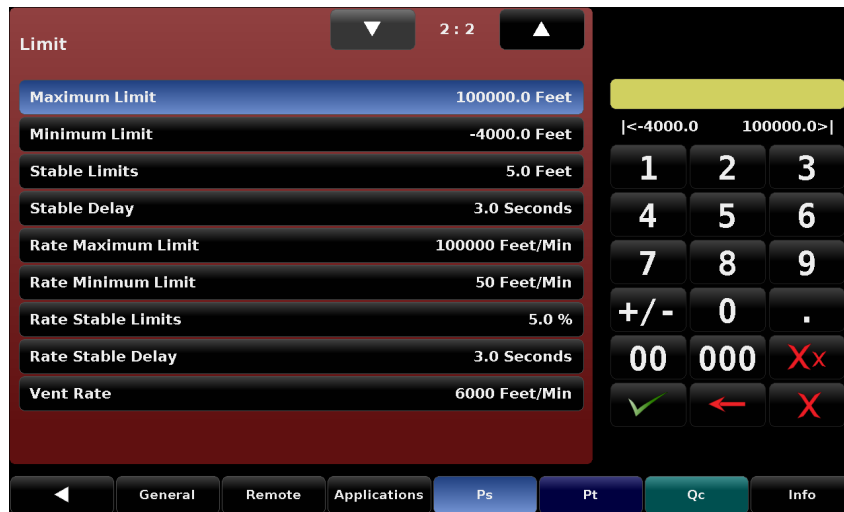 Limit
2 : 2
Maximum Limit 100000.0 Feet
Minimum Limit -4000.0 Feet
Stable Limits 5.0 Feet
Stable Delay 3.0 Seconds
Rate Maximum Limit 100000 Feet/Min
Rate Minimum Limit 50 Feet/Min
Rate Stable Limits 5.0 %
Rate Stable Delay 3.0 Seconds
Vent Rate 6000 Feet/Min
|<-4000.0 100000.0>|
1 2 3
4 5 6
7 8 9
+/- 0 .
00 000 Xx
X
General Remote Applications Ps Pt Qc Info